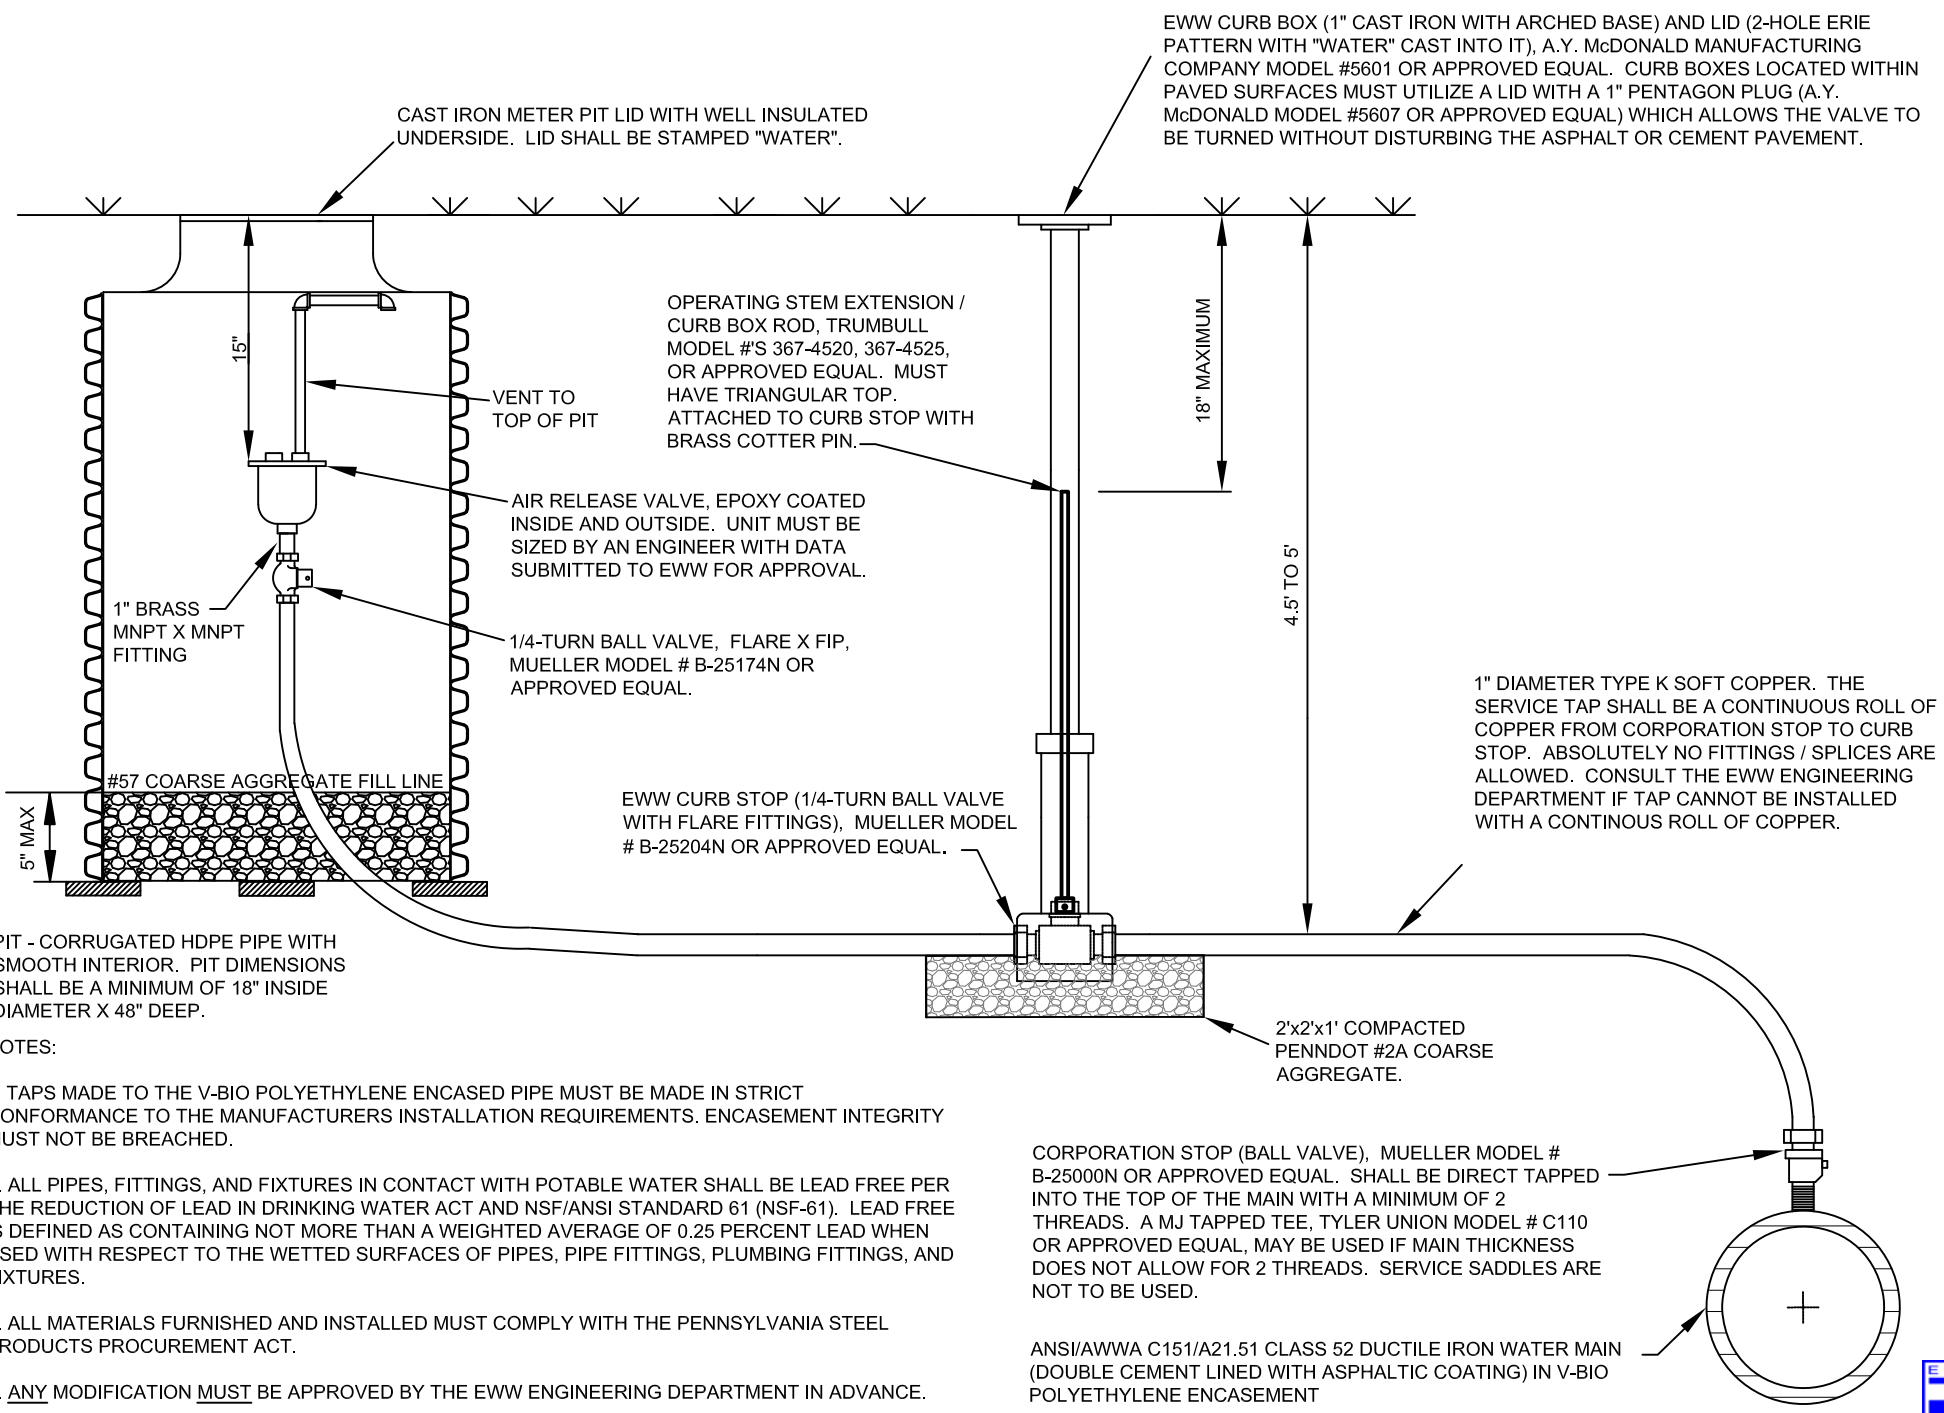 EWW CURB BOX (1" CAST IRON WITH ARCHED BASE) AND LID (2-HOLE ERIE
PATTERN WITH "WATER" CAST INTO IT), A.Y. McDONALD MANUFACTURING
COMPANY MODEL #5601 OR APPROVED EQUAL. CURB BOXES LOCATED WITHIN
PAVED SURFACES MUST UTILIZE A LID WITH A 1" PENTAGON PLUG (A.Y.
McDONALD MODEL #5607 OR APPROVED EQUAL) WHICH ALLOWS THE VALVE TO
BE TURNED WITHOUT DISTURBING THE ASPHALT OR CEMENT PAVEMENT.
CAST IRON METER PIT LID WITH WELL INSULATED
UNDERSIDE. LID SHALL BE STAMPED "WATER".
15"
VENT TO
TOP OF PIT
OPERATING STEM EXTENSION /
CURB BOX ROD, TRUMBULL
MODEL #'S 367-4520, 367-4525,
OR APPROVED EQUAL. MUST
HAVE TRIANGULAR TOP.
ATTACHED TO CURB STOP WITH
BRASS COTTER PIN.
18" MAXIMUM
4.5' TO 5'
AIR RELEASE VALVE, EPOXY COATED
INSIDE AND OUTSIDE. UNIT MUST BE
SIZED BY AN ENGINEER WITH DATA
SUBMITTED TO EWW FOR APPROVAL.
1" BRASS
MNPT X MNPT
FITTING
1/4-TURN BALL VALVE, FLARE X FIP,
MUELLER MODEL # B-25174N OR
APPROVED EQUAL.
1" DIAMETER TYPE K SOFT COPPER. THE
SERVICE TAP SHALL BE A CONTINUOUS ROLL OF
COPPER FROM CORPORATION STOP TO CURB
STOP. ABSOLUTELY NO FITTINGS / SPLICES ARE
ALLOWED. CONSULT THE EWW ENGINEERING
DEPARTMENT IF TAP CANNOT BE INSTALLED
WITH A CONTINOUS ROLL OF COPPER.
#57 COARSE AGGREGATE FILL LINE
5" MAX
EWW CURB STOP (1/4-TURN BALL VALVE
WITH FLARE FITTINGS), MUELLER MODEL
# B-25204N OR APPROVED EQUAL.
PIT - CORRUGATED HDPE PIPE WITH
SMOOTH INTERIOR. PIT DIMENSIONS
SHALL BE A MINIMUM OF 18" INSIDE
DIAMETER X 48" DEEP.
2'x2'x1' COMPACTED
PENNDOT #2A COARSE
AGGREGATE.
OTES:
TAPS MADE TO THE V-BIO POLYETHYLENE ENCASED PIPE MUST BE MADE IN STRICT
ONFORMANCE TO THE MANUFACTURERS INSTALLATION REQUIREMENTS. ENCASEMENT INTEGRITY
MUST NOT BE BREACHED.
. ALL PIPES, FITTINGS, AND FIXTURES IN CONTACT WITH POTABLE WATER SHALL BE LEAD FREE PER
HE REDUCTION OF LEAD IN DRINKING WATER ACT AND NSF/ANSI STANDARD 61 (NSF-61). LEAD FREE
S DEFINED AS CONTAINING NOT MORE THAN A WEIGHTED AVERAGE OF 0.25 PERCENT LEAD WHEN
SED WITH RESPECT TO THE WETTED SURFACES OF PIPES, PIPE FITTINGS, PLUMBING FITTINGS, AND
IXTURES.
. ALL MATERIALS FURNISHED AND INSTALLED MUST COMPLY WITH THE PENNSYLVANIA STEEL
RODUCTS PROCUREMENT ACT.
. ANY MODIFICATION MUST BE APPROVED BY THE EWW ENGINEERING DEPARTMENT IN ADVANCE.
CORPORATION STOP (BALL VALVE), MUELLER MODEL #
B-25000N OR APPROVED EQUAL. SHALL BE DIRECT TAPPED
INTO THE TOP OF THE MAIN WITH A MINIMUM OF 2
THREADS. A MJ TAPPED TEE, TYLER UNION MODEL # C110
OR APPROVED EQUAL, MAY BE USED IF MAIN THICKNESS
DOES NOT ALLOW FOR 2 THREADS. SERVICE SADDLES ARE
NOT TO BE USED.
ANSI/AWWA C151/A21.51 CLASS 52 DUCTILE IRON WATER MAIN
(DOUBLE CEMENT LINED WITH ASPHALTIC COATING) IN V-BIO
POLYETHYLENE ENCASEMENT
E